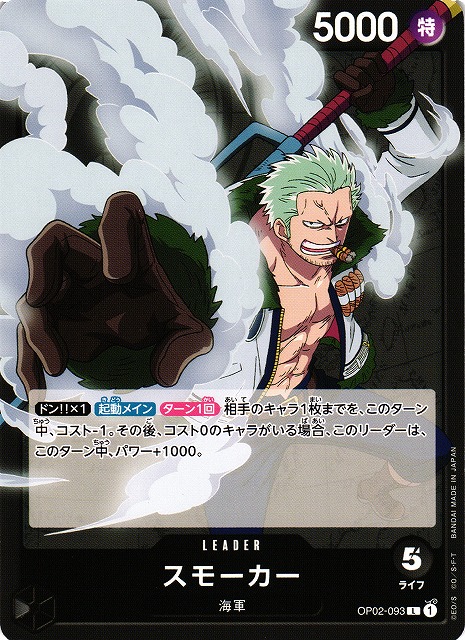 5000 特
ドン!!×1 起動メイン ターン1回 相手のキャラ1枚までを、このターン
中、コスト-1。その後、コスト0のキャラがいる場合、このリーダーは、
このターン中、パワー+1000。
LEADER
スモーカー
海軍
5
ライフ
OP02-093 L 1
©E.O/S ©O/S・F・T BANDAI MADE IN JAPAN